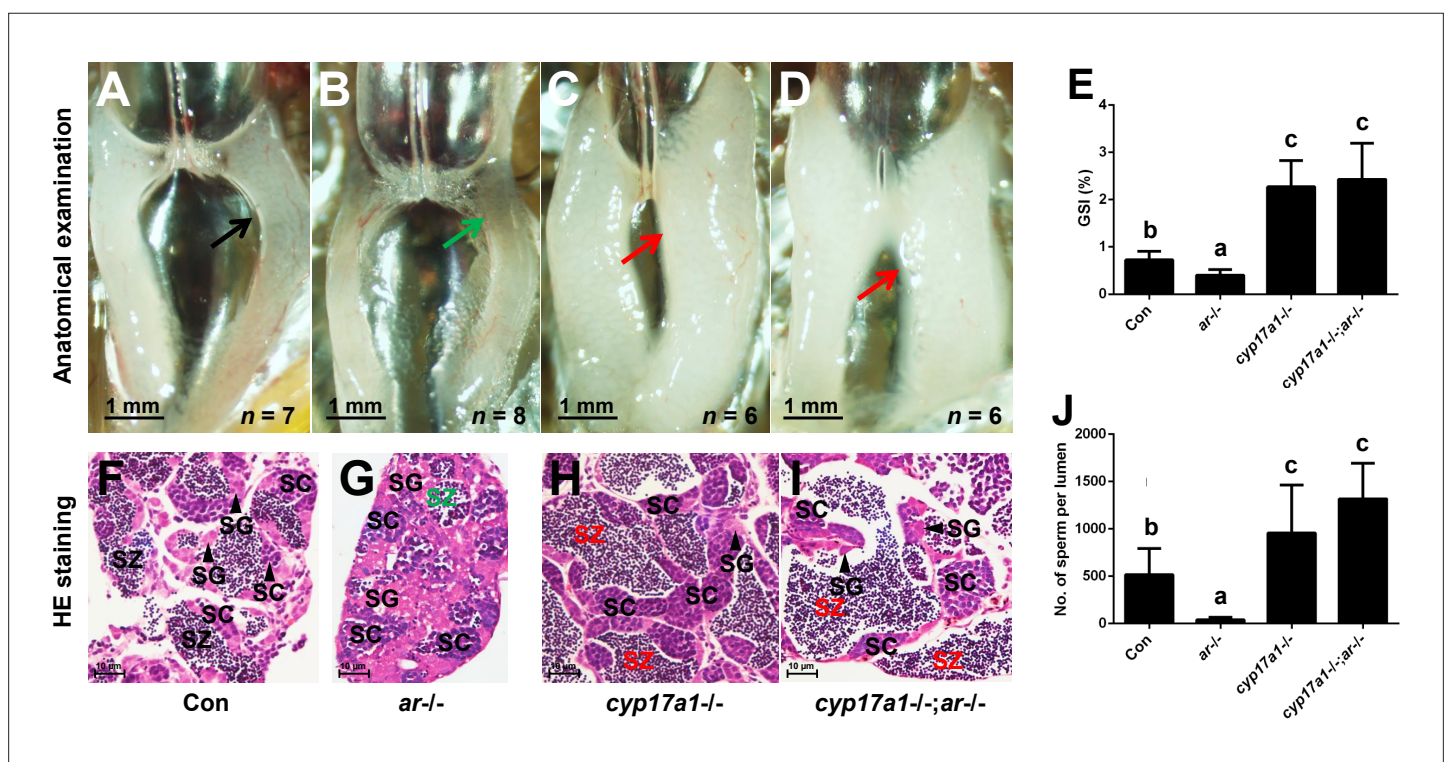 Anatomical examination
A
B
C
D
1 mm
n = 7
1 mm
n = 8
1 mm
n = 6
1 mm
n = 6
E
GSI (%)
4
3
2
1
0
b
a
c
c
Con
ar-/-
cyp17a1-/-
cyp17a1-/-;ar-/-
HE staining
F
SC
SG
SZ
SG
SC
SC
SZ
10 μm
Con
G
SG
SZ
SC
SG
SC
SC
10 μm
ar-/-
H
SC
SZ
SG
SC
SC
SZ
10 μm
cyp17a1-/-
I
SC
SG
SG
SC
SZ
SC
SZ
10 μm
cyp17a1-/-;ar-/-
J
No. of sperm per lumen
2000
1500
1000
500
0
b
a
c
c
Con
ar-/-
cyp17a1-/-
cyp17a1-/-;ar-/-